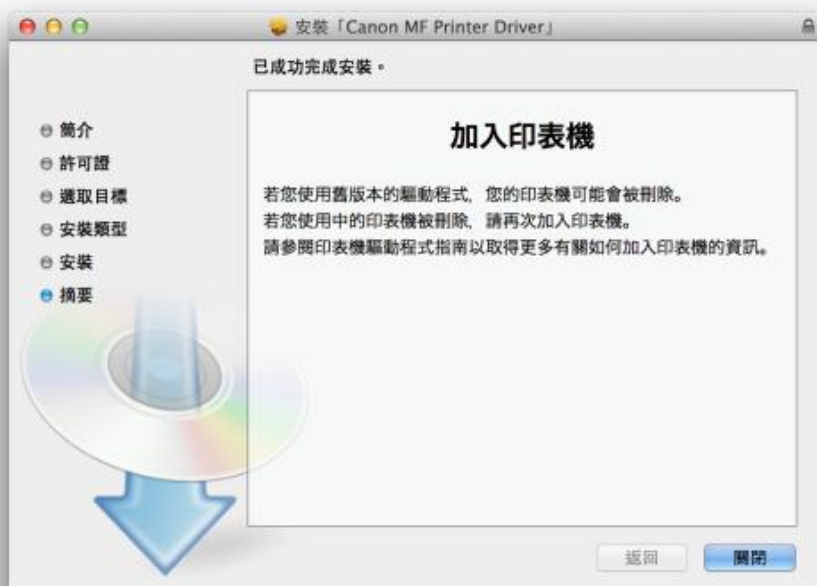 安裝「Canon MF Printer Driver」
已成功完成安裝。
簡介
許可證
選取目標
安裝類型
安裝
摘要
加入印表機
若您使用舊版本的驅動程式, 您的印表機可能會被刪除。
若您使用中的印表機被刪除, 請再次加入印表機。
請參閱印表機驅動程式指南以取得更多有關如何加入印表機的資訊。
返回
關閉